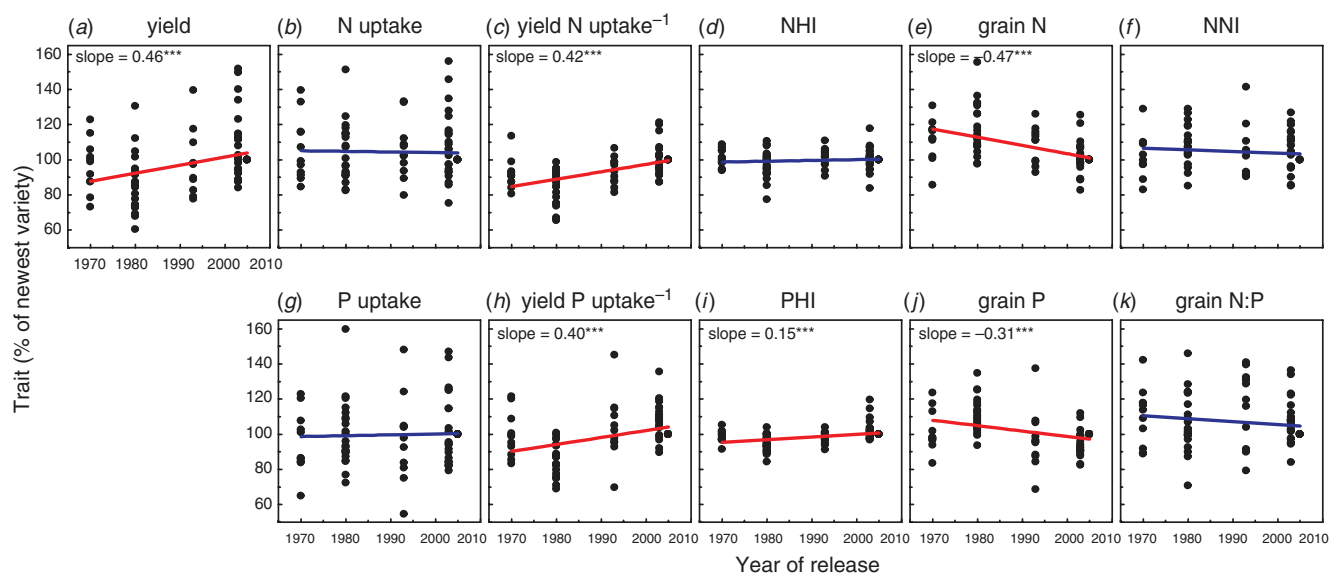 (a) yield (b) N uptake (c) yield N uptake⁻¹ (d) NHI (e) grain N (f) NNI
slope = 0.46*** slope = 0.42*** slope = –0.47***
160
140
120
100
80
60
1970 1980 1990 2000 2010
(g) P uptake (h) yield P uptake⁻¹ (i) PHI (j) grain P (k) grain N:P
slope = 0.40*** slope = 0.15*** slope = –0.31***
160
140
120
100
80
60
1970 1980 1990 2000 2010 1970 1980 1990 2000 2010 1970 1980 1990 2000 2010 1970 1980 1990 2000 2010 1970 1980 1990 2000 2010
Trait (% of newest variety)
Year of release